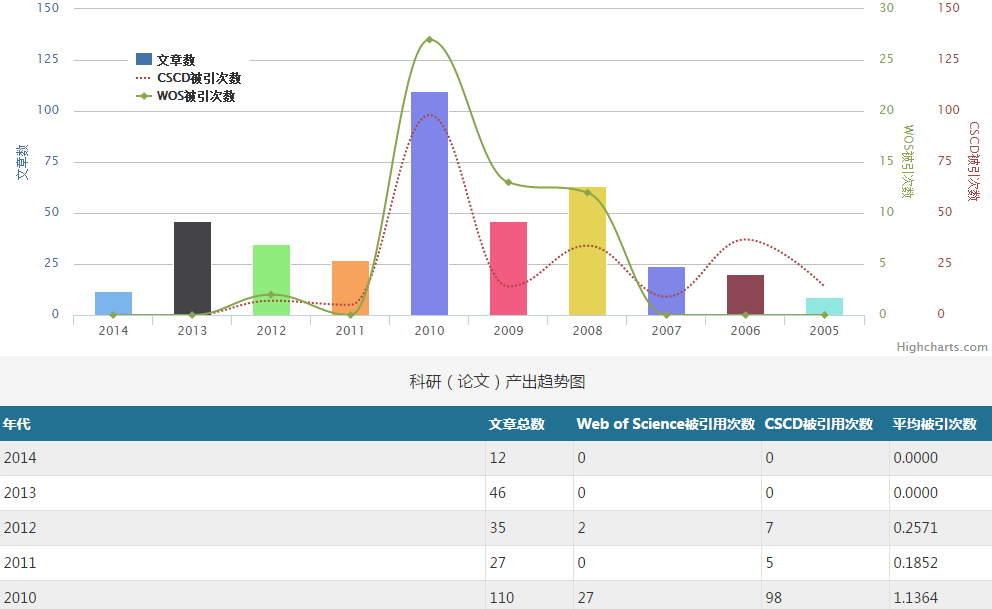 150
125
100
75
50
25
0
文章数
文章数
CSCD被引次数
WOS被引次数
30
25
20
15
10
5
0
WOS被引次数
150
125
100
75
50
25
0
CSCD被引次数
2014 2013 2012 2011 2010 2009 2008 2007 2006 2005
Highcharts.com
科研（论文）产出趋势图
年代 文章总数 Web of Science被引用次数 CSCD被引用次数 平均被引次数
2014 12 0 0 0.0000
2013 46 0 0 0.0000
2012 35 2 7 0.2571
2011 27 0 5 0.1852
2010 110 27 98 1.1364